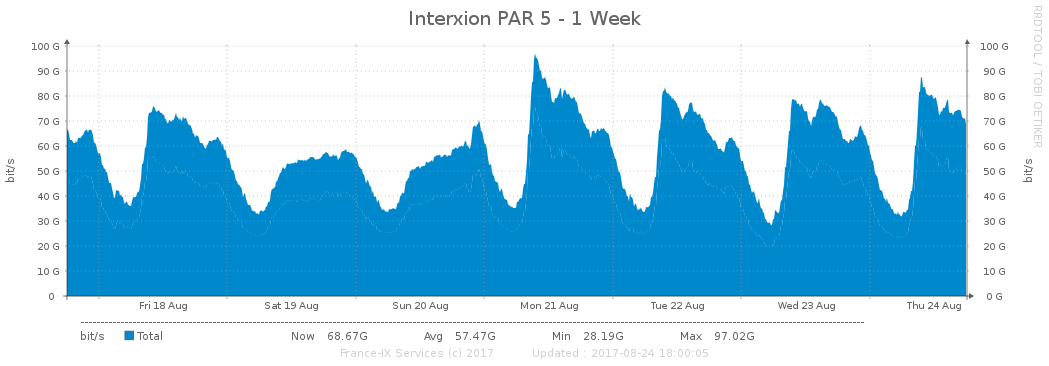 Interxion PAR 5 - 1 Week
RRDTOOL / TOBI OETIKER
100 G 100 G
90 G 90 G
80 G 80 G
70 G 70 G
60 G 60 G
50 G 50 G
40 G 40 G
30 G 30 G
20 G 20 G
10 G 10 G
0 0 G
bit/s
bit/s
Fri 18 Aug Sat 19 Aug Sun 20 Aug Mon 21 Aug Tue 22 Aug Wed 23 Aug Thu 24 Aug
bit/s Total Now 68.67G Avg 57.47G Min 28.19G Max 97.02G
France-IX Services (c) 2017 Updated : 2017-08-24 18:00:05